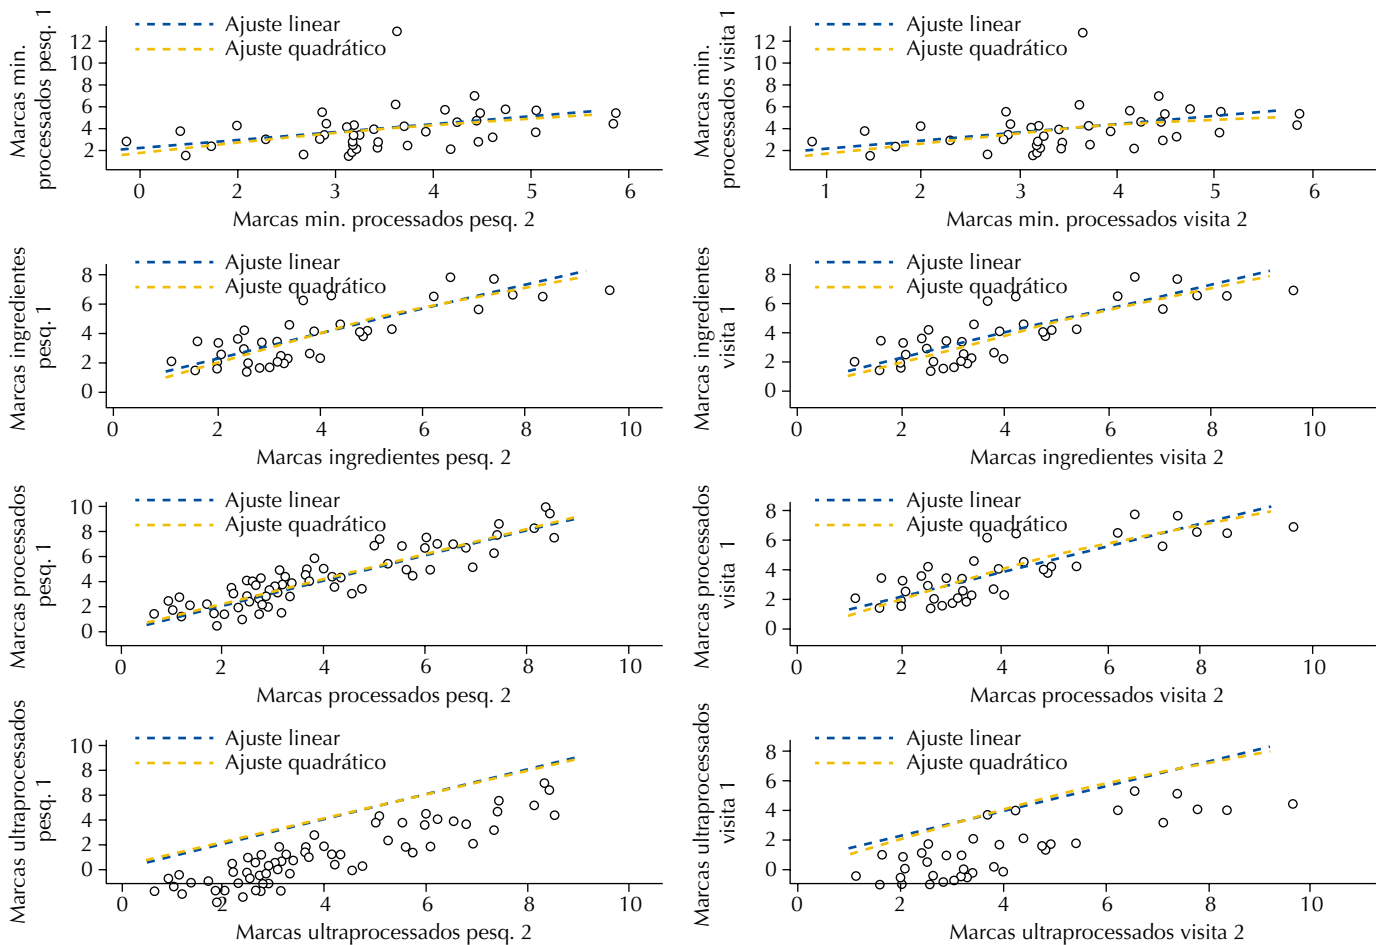 Marcas min.
processados pesq. 1
Ajuste linear
Ajuste quadrático
12
10
8
6
4
2
0 2 3 4 5 6
Marcas min. processados pesq. 2
Marcas min.
processados visita 1
Ajuste linear
Ajuste quadrático
12
10
8
6
4
2
1 2 3 4 5 6
Marcas min. processados visita 2
Marcas ingredientes
pesq. 1
Ajuste linear
Ajuste quadrático
8
6
4
2
0
0 2 4 6 8 10
Marcas ingredientes pesq. 2
Marcas ingredientes
visita 1
Ajuste linear
Ajuste quadrático
8
6
4
2
0
0 2 4 6 8 10
Marcas ingredientes visita 2
Marcas processados
pesq. 1
Ajuste linear
Ajuste quadrático
10
8
6
4
2
0
0 2 4 6 8 10
Marcas processados pesq. 2
Marcas processados
visita 1
Ajuste linear
Ajuste quadrático
8
6
4
2
0
0 2 4 6 8 10
Marcas processados visita 2
Marcas ultraprocessados
pesq. 1
Ajuste linear
Ajuste quadrático
10
8
6
4
2
0
0 2 4 6 8 10
Marcas ultraprocessados pesq. 2
Marcas ultraprocessados
visita 1
Ajuste linear
Ajuste quadrático
8
6
4
2
0
0 2 4 6 8 10
Marcas ultraprocessados visita 2